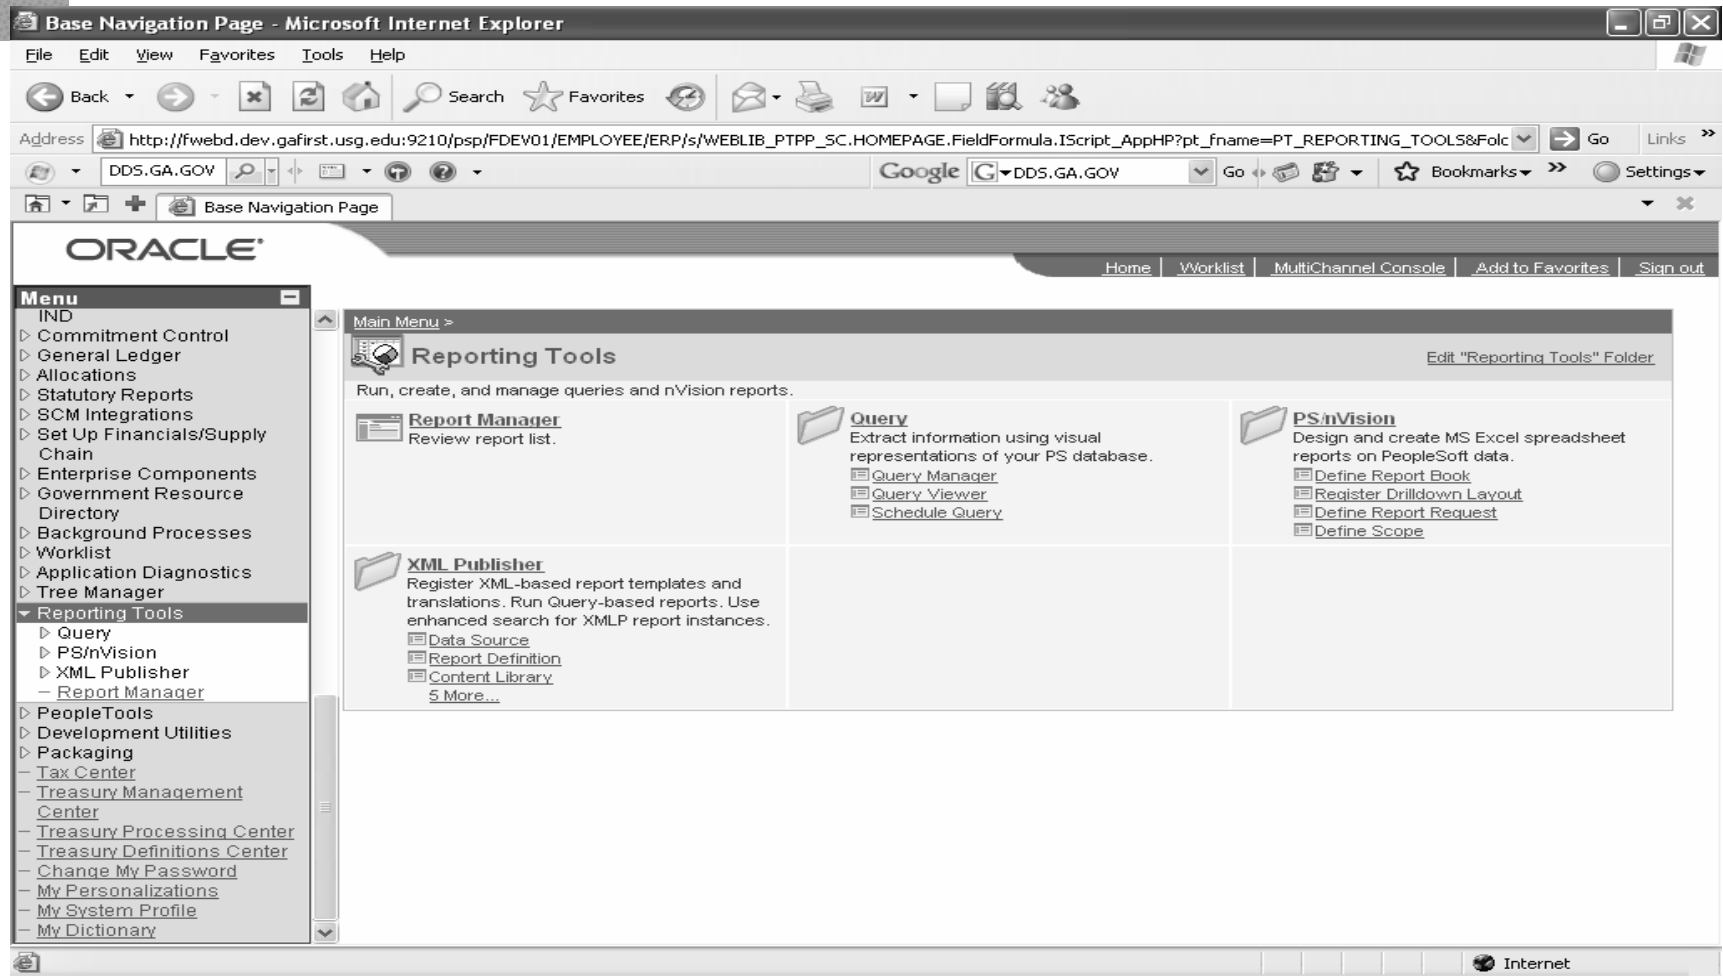 Base Navigation Page - Microsoft Internet Explorer
File Edit View Favorites Tools Help
Back Search Favorites
Address http://fwebd.dev.gafirst.usg.edu:9210/psp/FDEV01/EMPLOYEE/ERP/s/WEBLIB_PTPP_SC.HOMEPAGE.FieldFormula.IScript_AppHP?pt_fname=PT_REPORTING_TOOLS&Folc Go Links »
DDS.GA.GOV Google G DDS.GA.GOV Go Bookmarks » Settings
Base Navigation Page
ORACLE
Home Worklist MultiChannel Console Add to Favorites Sign out
Menu
IND
Commitment Control
General Ledger
Allocations
Statutory Reports
SCM Integrations
Set Up Financials/Supply
Chain
Enterprise Components
Government Resource
Directory
Background Processes
Worklist
Application Diagnostics
Tree Manager
Reporting Tools
Query
PS/nVision
XML Publisher
Report Manager
PeopleTools
Development Utilities
Packaging
Tax Center
Treasury Management
Center
Treasury Processing Center
Treasury Definitions Center
Change My Password
My Personalizations
My System Profile
My Dictionary
Main Menu >
Reporting Tools
Edit "Reporting Tools" Folder
Run, create, and manage queries and nVision reports.
Report Manager
Review report list.
Query
Extract information using visual
representations of your PS database.
Query Manager
Query Viewer
Schedule Query
PS/nVision
Design and create MS Excel spreadsheet
reports on PeopleSoft data.
Define Report Book
Register Drilldown Layout
Define Report Request
Define Scope
XML Publisher
Register XML-based report templates and
translations. Run Query-based reports. Use
enhanced search for XMLP report instances.
Data Source
Report Definition
Content Library
5 More...
Internet